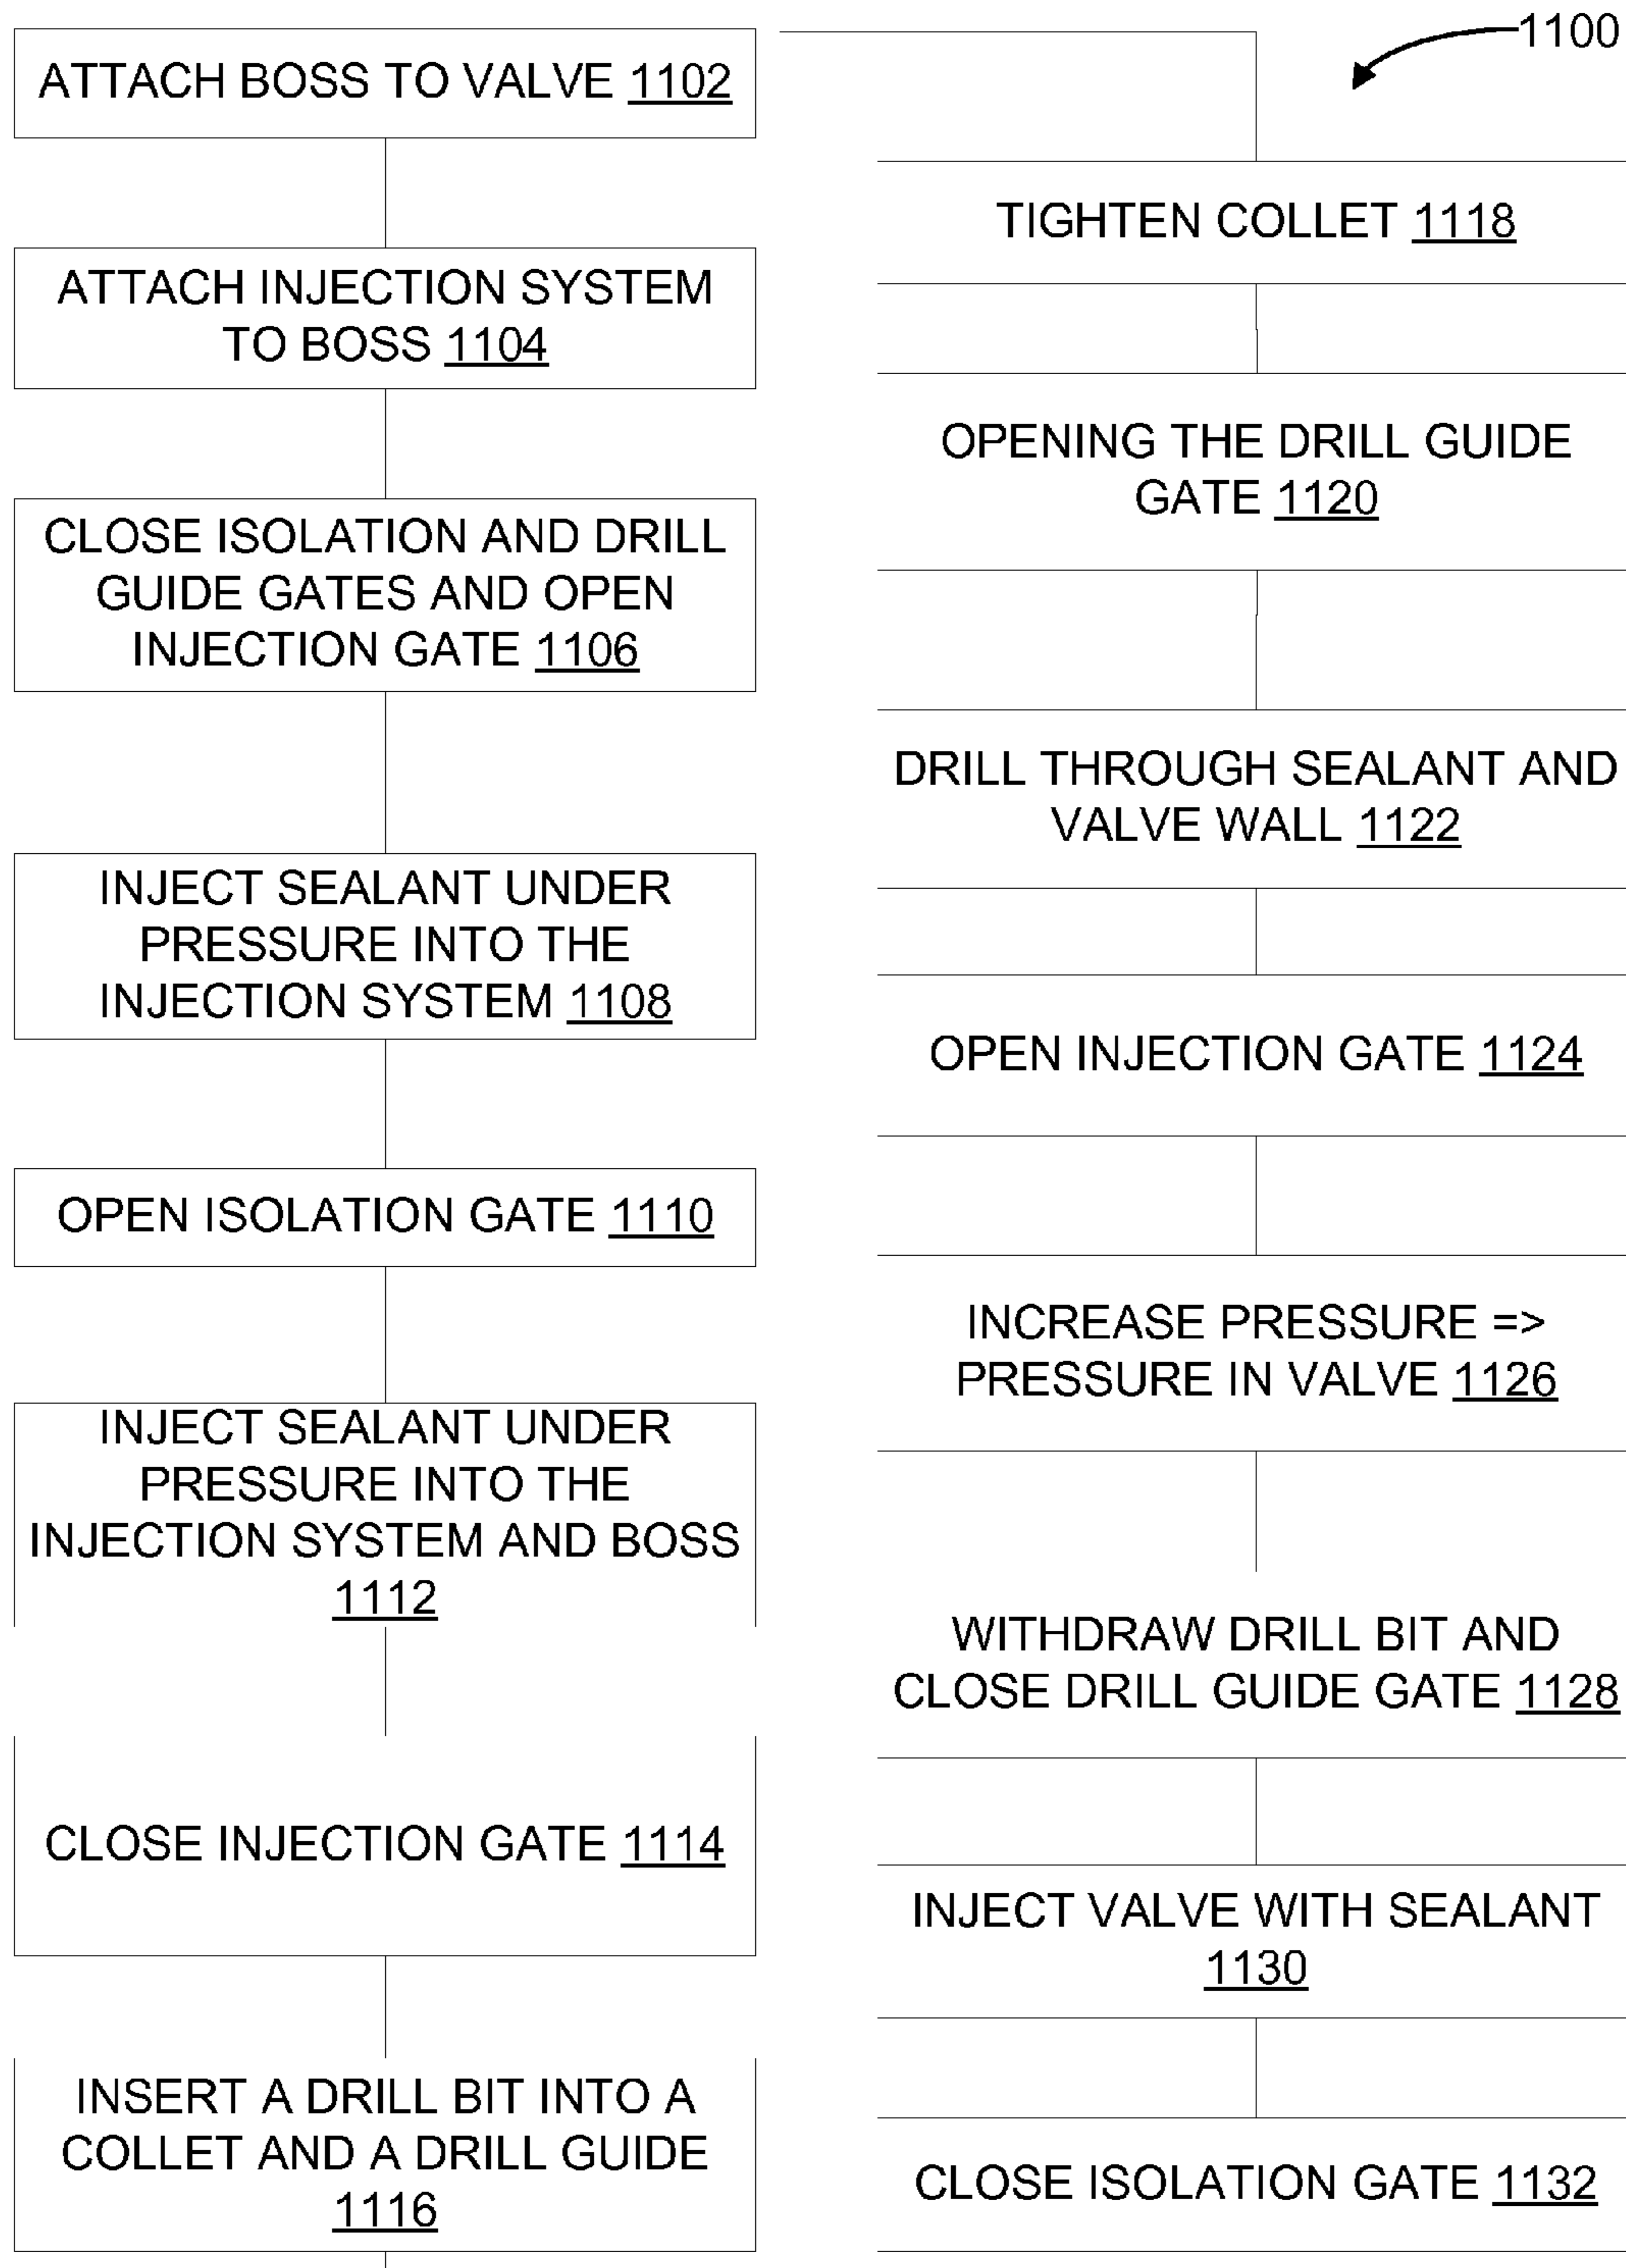 1100
ATTACH BOSS TO VALVE 1102
ATTACH INJECTION SYSTEM
TO BOSS 1104
CLOSE ISOLATION AND DRILL
GUIDE GATES AND OPEN
INJECTION GATE 1106
INJECT SEALANT UNDER
PRESSURE INTO THE
INJECTION SYSTEM 1108
OPEN ISOLATION GATE 1110
INJECT SEALANT UNDER
PRESSURE INTO THE
INJECTION SYSTEM AND BOSS
1112
CLOSE INJECTION GATE 1114
INSERT A DRILL BIT INTO A
COLLET AND A DRILL GUIDE
1116
TIGHTEN COLLET 1118
OPENING THE DRILL GUIDE
GATE 1120
DRILL THROUGH SEALANT AND
VALVE WALL 1122
OPEN INJECTION GATE 1124
INCREASE PRESSURE =>
PRESSURE IN VALVE 1126
WITHDRAW DRILL BIT AND
CLOSE DRILL GUIDE GATE 1128
INJECT VALVE WITH SEALANT
1130
CLOSE ISOLATION GATE 1132